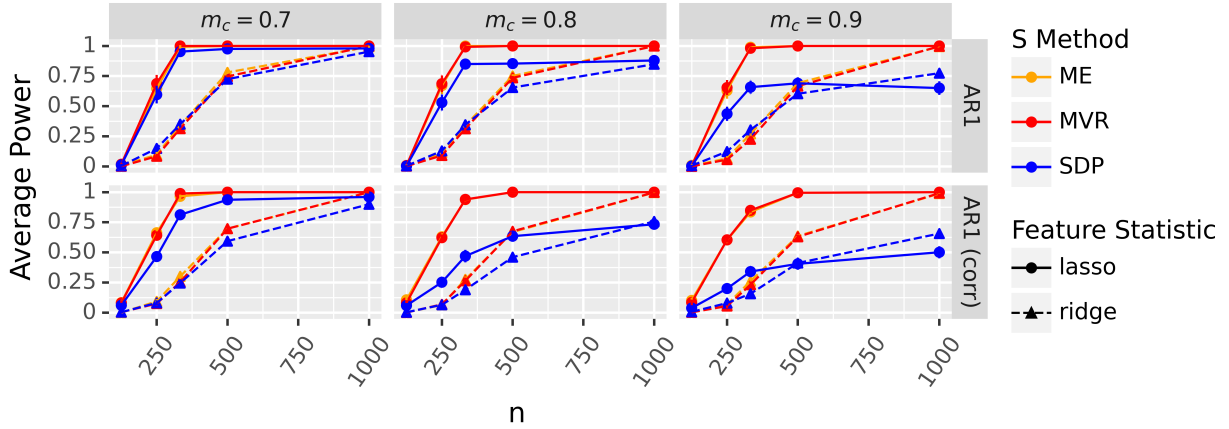 m_c = 0.7
m_c = 0.8
m_c = 0.9
Average Power
1
0.75
0.50
0.25
0
AR1
1
0.75
0.50
0.25
0
AR1 (corr)
250
500
750
1000
250
500
750
1000
250
500
750
1000
n
S Method
ME
MVR
SDP
Feature Statistic
lasso
ridge